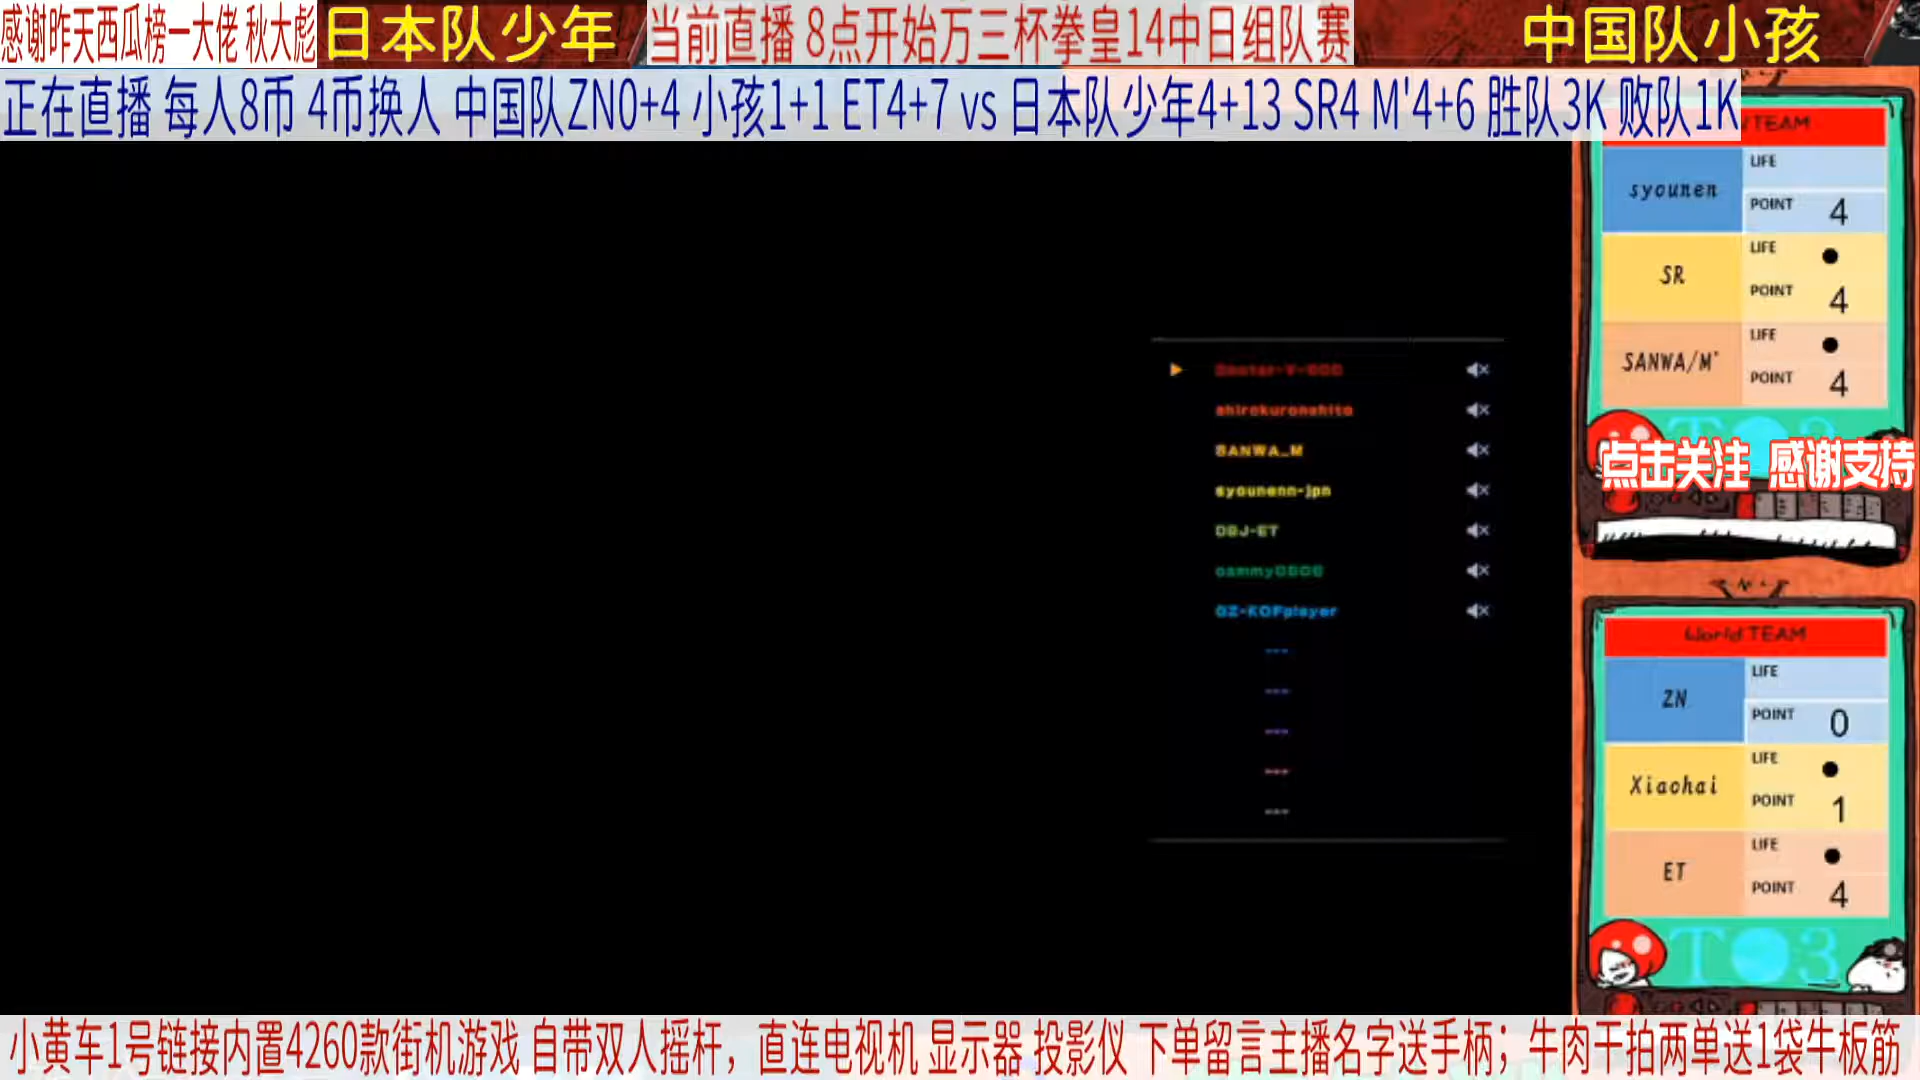 感谢昨天西瓜榜一大佬 秋大彪
日本队少年
当前直播 8点开始万三杯拳皇14中日组队赛
中国队小孩
正在直播 每人8币 4币换人 中国队ZN0+4 小孩1+1 ET4+7 vs 日本队少年4+13 SR4 M'4+6 胜队3K 败队1K
TEAM
syounen
LIFE
POINT 4
SR
LIFE
POINT 4
SANWA/M'
LIFE
POINT 4
点击关注 感谢支持
shirokuronohito
SANWA_M
syounenn-jpn
DBJ-ET
GZ-KOFplayer
---
---
---
---
---
World TEAM
ZN
LIFE
POINT 0
Xiaohai
LIFE
POINT 1
ET
LIFE
POINT 4
小黄车1号链接内置4260款街机游戏 自带双人摇杆，直连电视机 显示器 投影仪 下单留言主播名字送手柄；牛肉干拍两单送1袋牛板筋